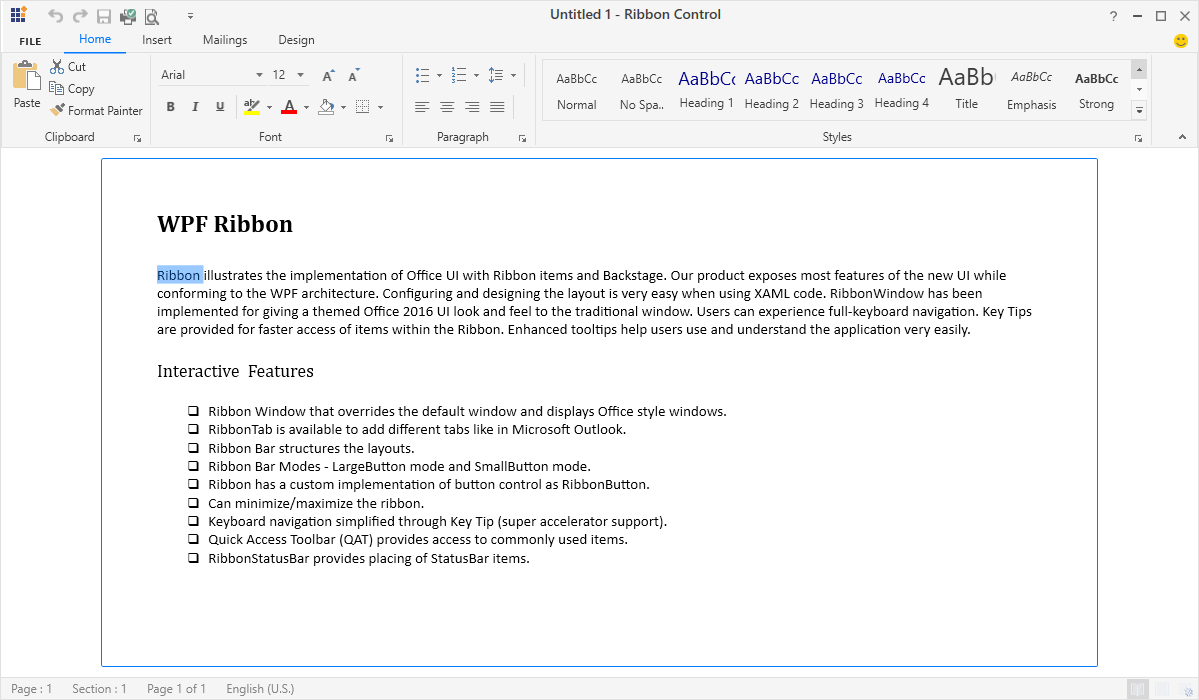 Untitled 1 - Ribbon Control
?
FILE Home Insert Mailings Design
Paste
Cut
Copy
Format Painter
Clipboard
Arial 12 A A
B I U ab A
Font
Paragraph
AaBbCc AaBbCc AaBbCc AaBbCc AaBbCc AaBbCc AaBb AaBbCc AaBbCc
Normal No Spa.. Heading 1 Heading 2 Heading 3 Heading 4 Title Emphasis Strong
Styles
WPF Ribbon
Ribbon illustrates the implementation of Office UI with Ribbon items and Backstage. Our product exposes most features of the new UI while
conforming to the WPF architecture. Configuring and designing the layout is very easy when using XAML code. RibbonWindow has been
implemented for giving a themed Office 2016 UI look and feel to the traditional window. Users can experience full-keyboard navigation. Key Tips
are provided for faster access of items within the Ribbon. Enhanced tooltips help users use and understand the application very easily.
Interactive Features
❑ Ribbon Window that overrides the default window and displays Office style windows.
❑ RibbonTab is available to add different tabs like in Microsoft Outlook.
❑ Ribbon Bar structures the layouts.
❑ Ribbon Bar Modes - LargeButton mode and SmallButton mode.
❑ Ribbon has a custom implementation of button control as RibbonButton.
❑ Can minimize/maximize the ribbon.
❑ Keyboard navigation simplified through Key Tip (super accelerator support).
❑ Quick Access Toolbar (QAT) provides access to commonly used items.
❑ RibbonStatusBar provides placing of StatusBar items.
Page : 1 Section : 1 Page 1 of 1 English (U.S.)